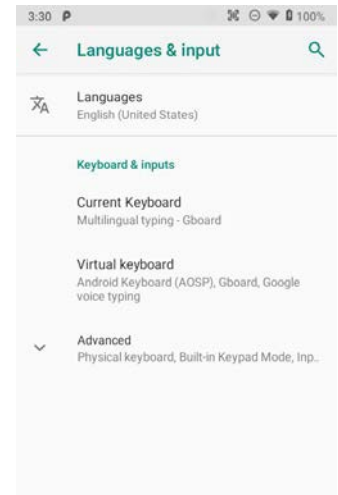 3:30 P 100%
Languages & input
Languages
English (United States)
Keyboard & inputs
Current Keyboard
Multilingual typing - Gboard
Virtual keyboard
Android Keyboard (AOSP), Gboard, Google
voice typing
Advanced
Physical keyboard, Built-in Keypad Mode, Inp..